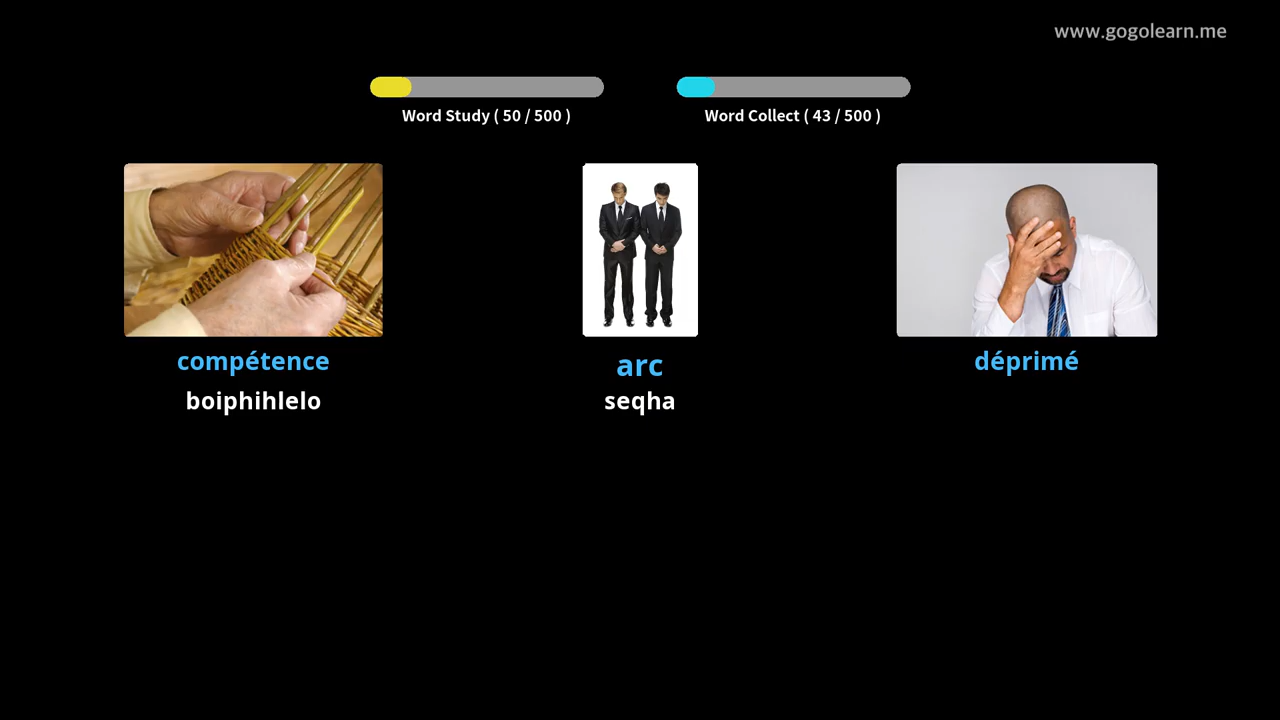 www.gogolearn.me
Word Study ( 50 / 500 )
Word Collect ( 43 / 500 )
compétence
arc
déprimé
boiphihlelo
seqha